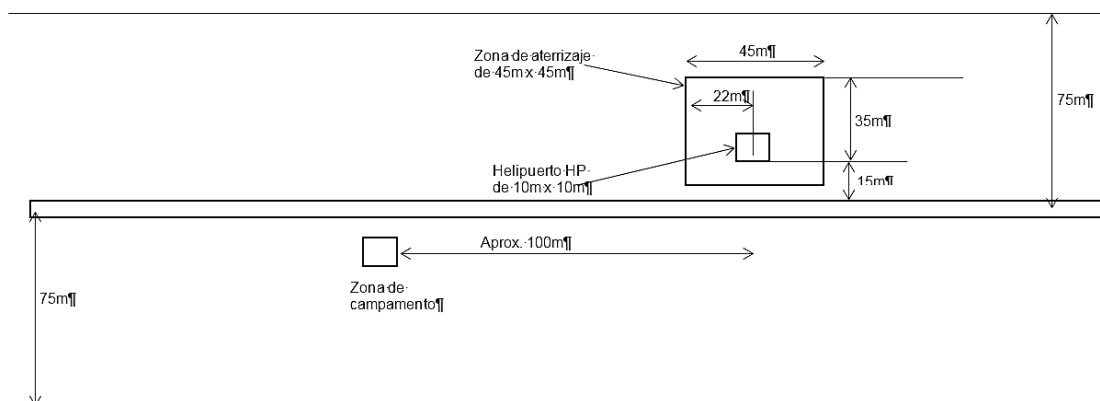 Zona·de·aterrizaje·
de·45m·x·45m¶
45m¶
22m¶
35m¶
75m¶
Helipuerto·HP·
de·10m·x·10m¶
15m¶
Aprox.·100m¶
Zona·de·
campamento¶
75m¶